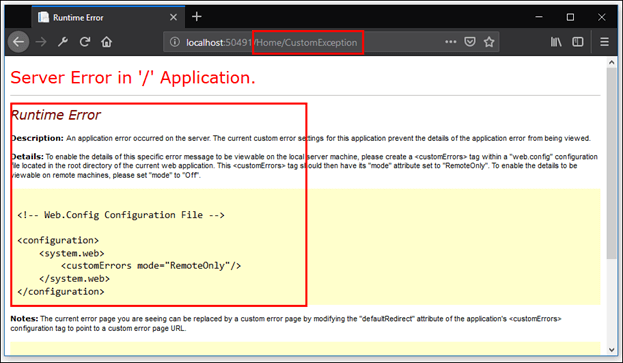 Runtime Error
localhost:50491/Home/CustomException
Server Error in '/' Application.
Runtime Error
Description: An application error occurred on the server. The current custom error settings for this application prevent the details of the application error from being viewed.
Details: To enable the details of this specific error message to be viewable on the local server machine, please create a <customErrors> tag within a "web.config" configuration
file located in the root directory of the current web application. This <customErrors> tag should then have its "mode" attribute set to "RemoteOnly". To enable the details to be
viewable on remote machines, please set "mode" to "Off".
<!-- Web.Config Configuration File -->
<configuration>
    <system.web>
        <customErrors mode="RemoteOnly"/>
    </system.web>
</configuration>
Notes: The current error page you are seeing can be replaced by a custom error page by modifying the "defaultRedirect" attribute of the application's <customErrors>
configuration tag to point to a custom error page URL.